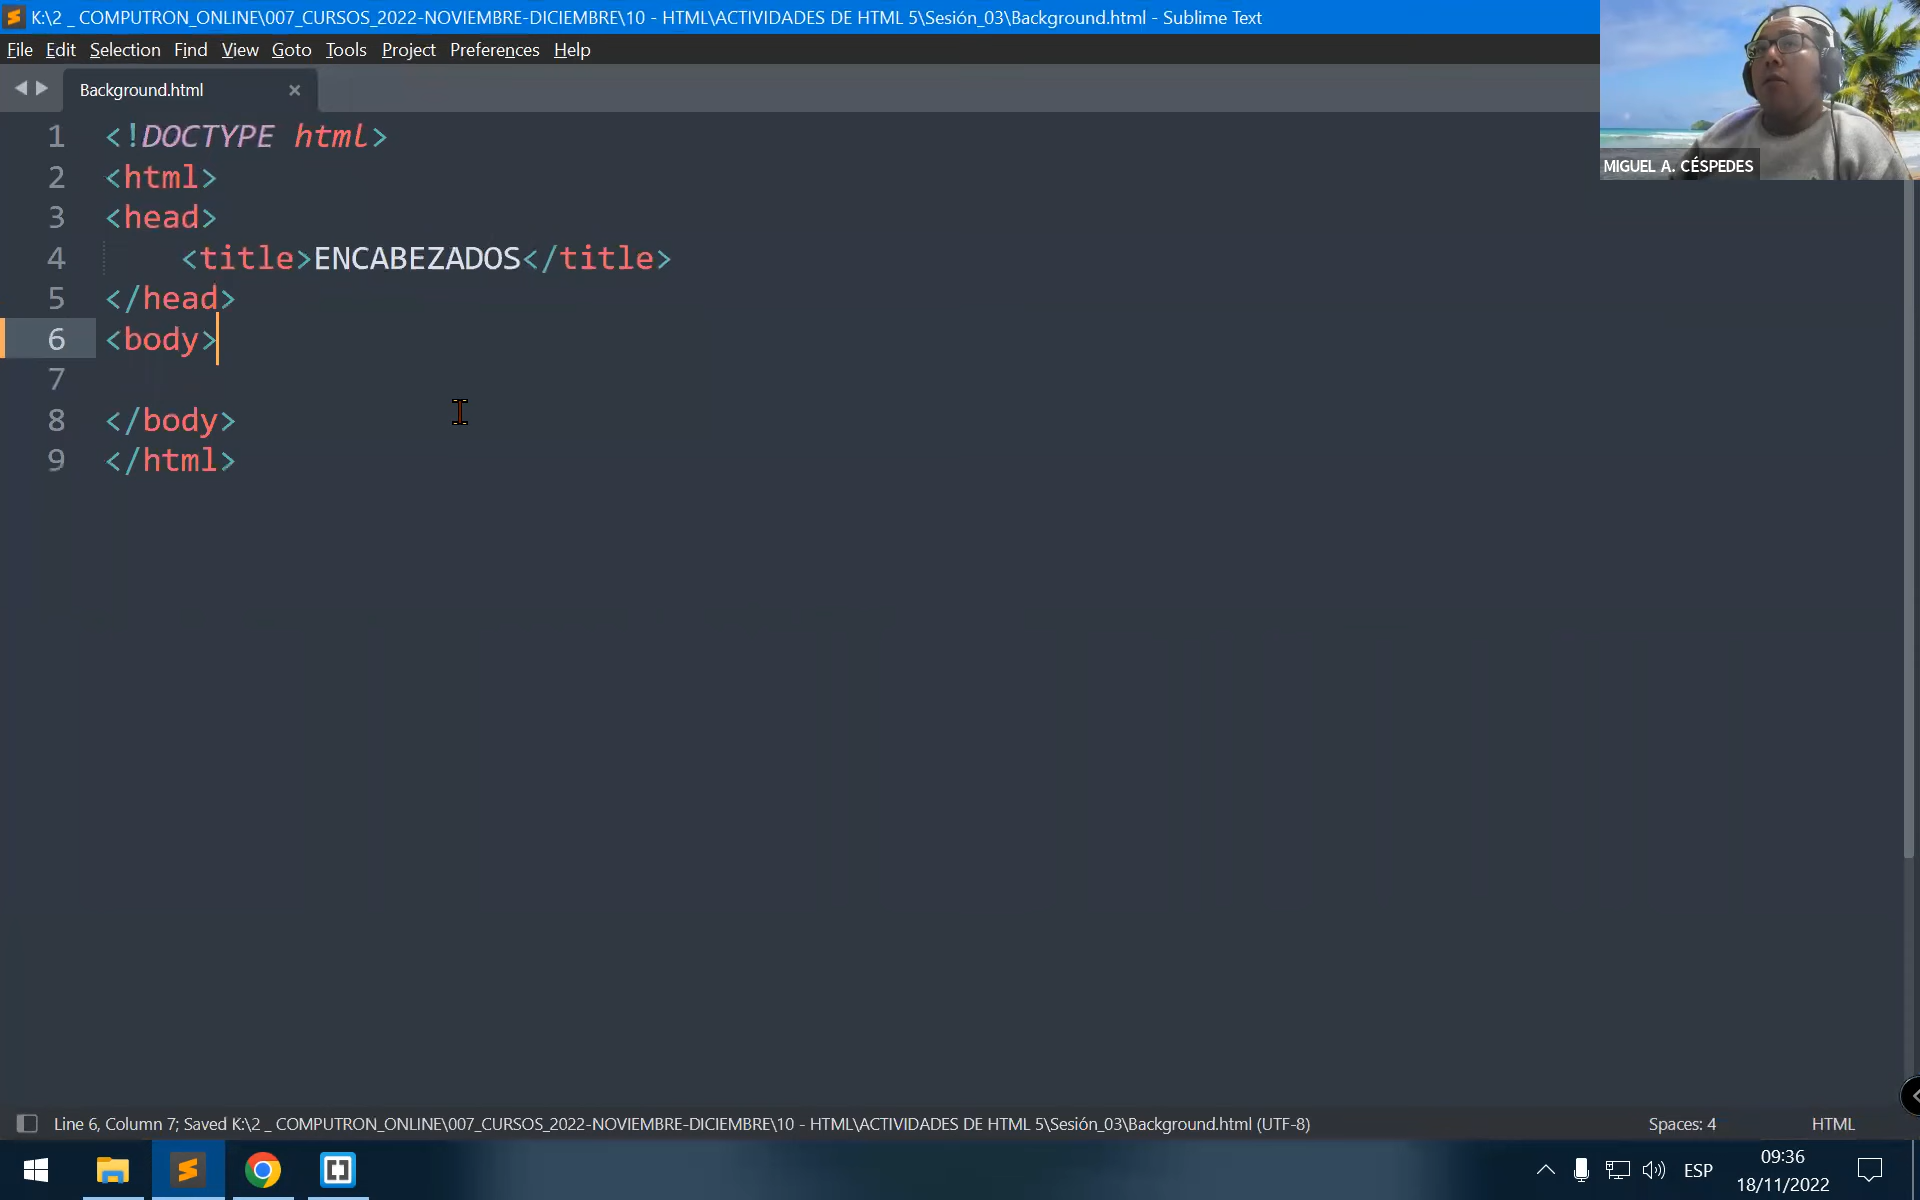 K:\2 _ COMPUTRON_ONLINE\007_CURSOS_2022-NOVIEMBRE-DICIEMBRE\10 - HTML\ACTIVIDADES DE HTML 5\Sesión_03\Background.html - Sublime Text
File Edit Selection Find View Goto Tools Project Preferences Help
Background.html
1 <!DOCTYPE html>
2 <html>
3 <head>
4 <title>ENCABEZADOS</title>
5 </head>
6 <body>
7
8 </body>
9 </html>
MIGUEL A. CÉSPEDES
Line 6, Column 7; Saved K:\2 _ COMPUTRON_ONLINE\007_CURSOS_2022-NOVIEMBRE-DICIEMBRE\10 - HTML\ACTIVIDADES DE HTML 5\Sesión_03\Background.html (UTF-8) Spaces: 4 HTML
ESP
09:36
18/11/2022